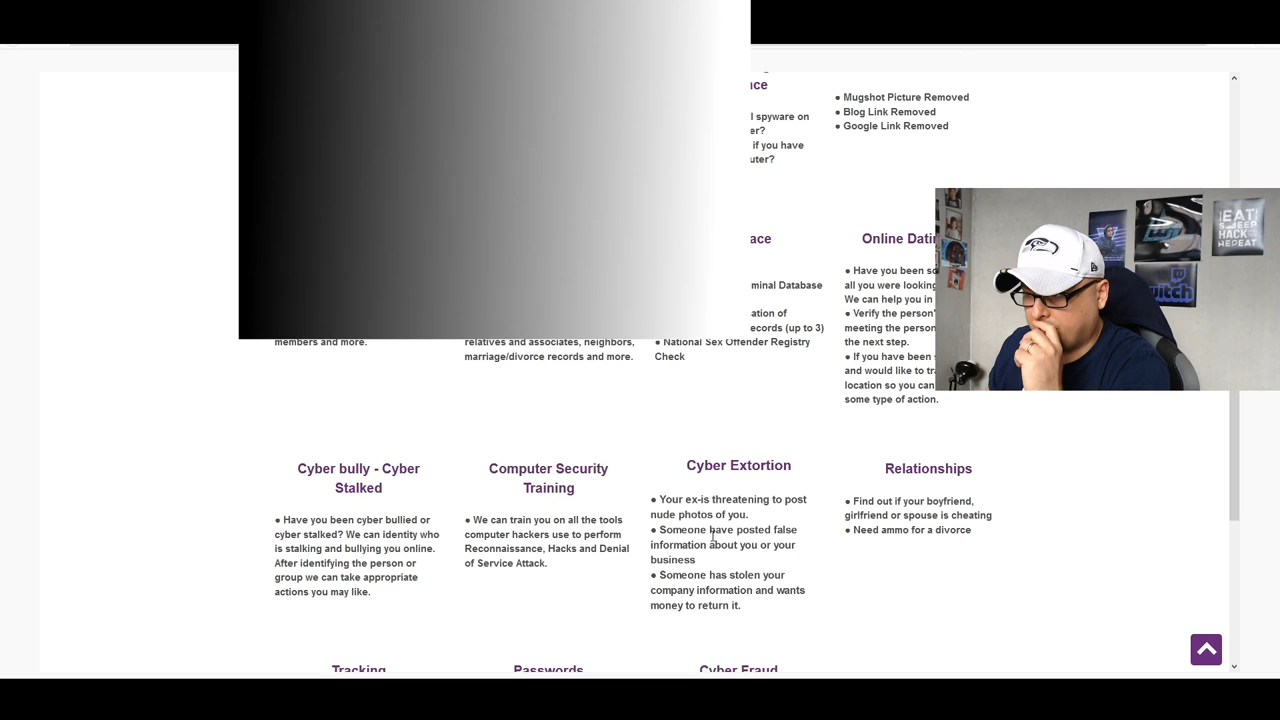 nce
● Mugshot Picture Removed
● Blog Link Removed
● Google Link Removed
l spyware on
er?
if you have
uter?
ace
minal Database
ation of
ecords (up to 3)
● National Sex Offender Registry
Check
Online Datin
● Have you been so
all you were looking
We can help you in
● Verify the person'
meeting the person
the next step.
● If you have been s
and would like to tra
location so you can
some type of action.
members and more.
relatives and associates, neighbors,
marriage/divorce records and more.
EAT
SLEEP
HACK
REPEAT
twitch
Cyber bully - Cyber
Stalked
● Have you been cyber bullied or
cyber stalked? We can identity who
is stalking and bullying you online.
After identifying the person or
group we can take appropriate
actions you may like.
Computer Security
Training
● We can train you on all the tools
computer hackers use to perform
Reconnaissance, Hacks and Denial
of Service Attack.
Cyber Extortion
● Your ex-is threatening to post
nude photos of you.
● Someone have posted false
information about you or your
business
● Someone has stolen your
company information and wants
money to return it.
Relationships
● Find out if your boyfriend,
girlfriend or spouse is cheating
● Need ammo for a divorce
Tracking
Passwords
Cyber Fraud